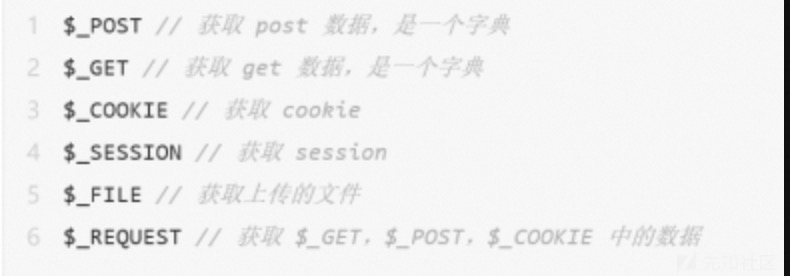 1 $_POST // 获取 post 数据，是一个字典
2 $_GET // 获取 get 数据，是一个字典
3 $_COOKIE // 获取 cookie
4 $_SESSION // 获取 session
5 $_FILE // 获取上传的文件
6 $_REQUEST // 获取 $_GET，$_POST，$_COOKIE 中的数据